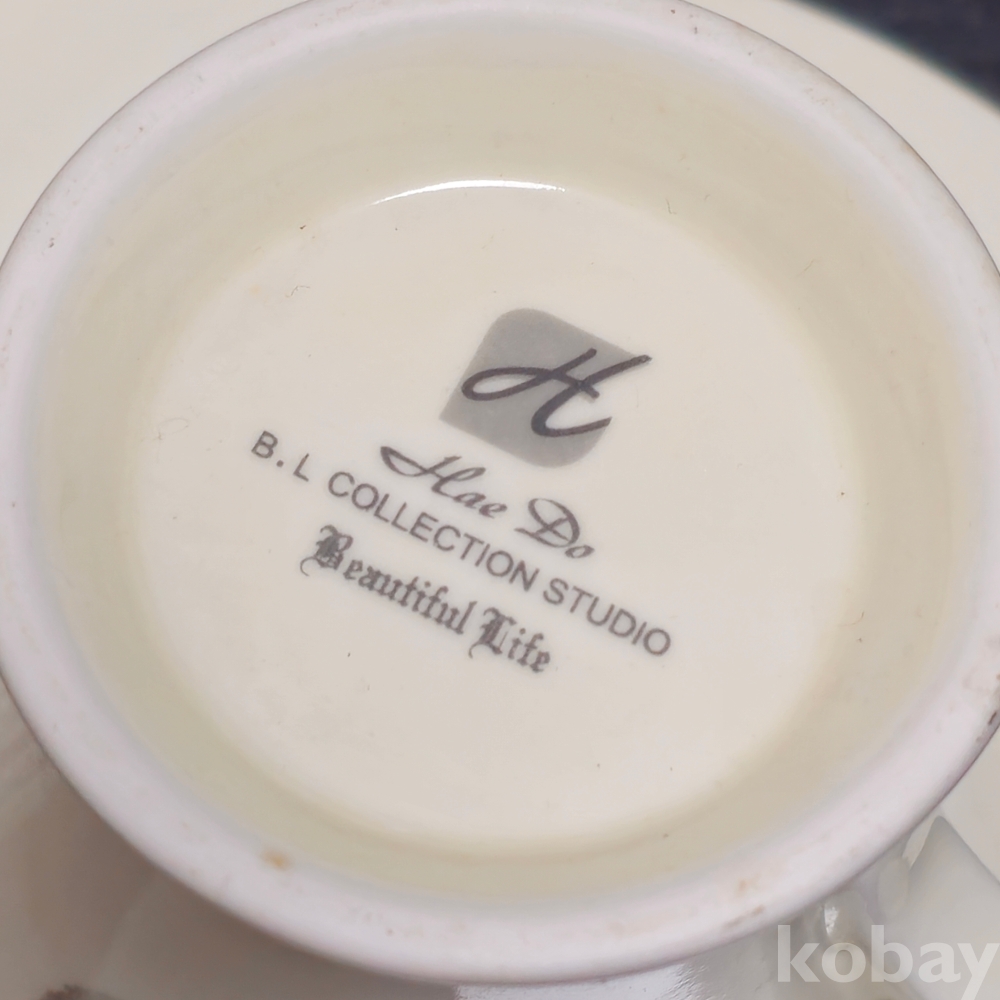 H
Hae Do
B. L COLLECTION STUDIO
Beautiful Life
kobay